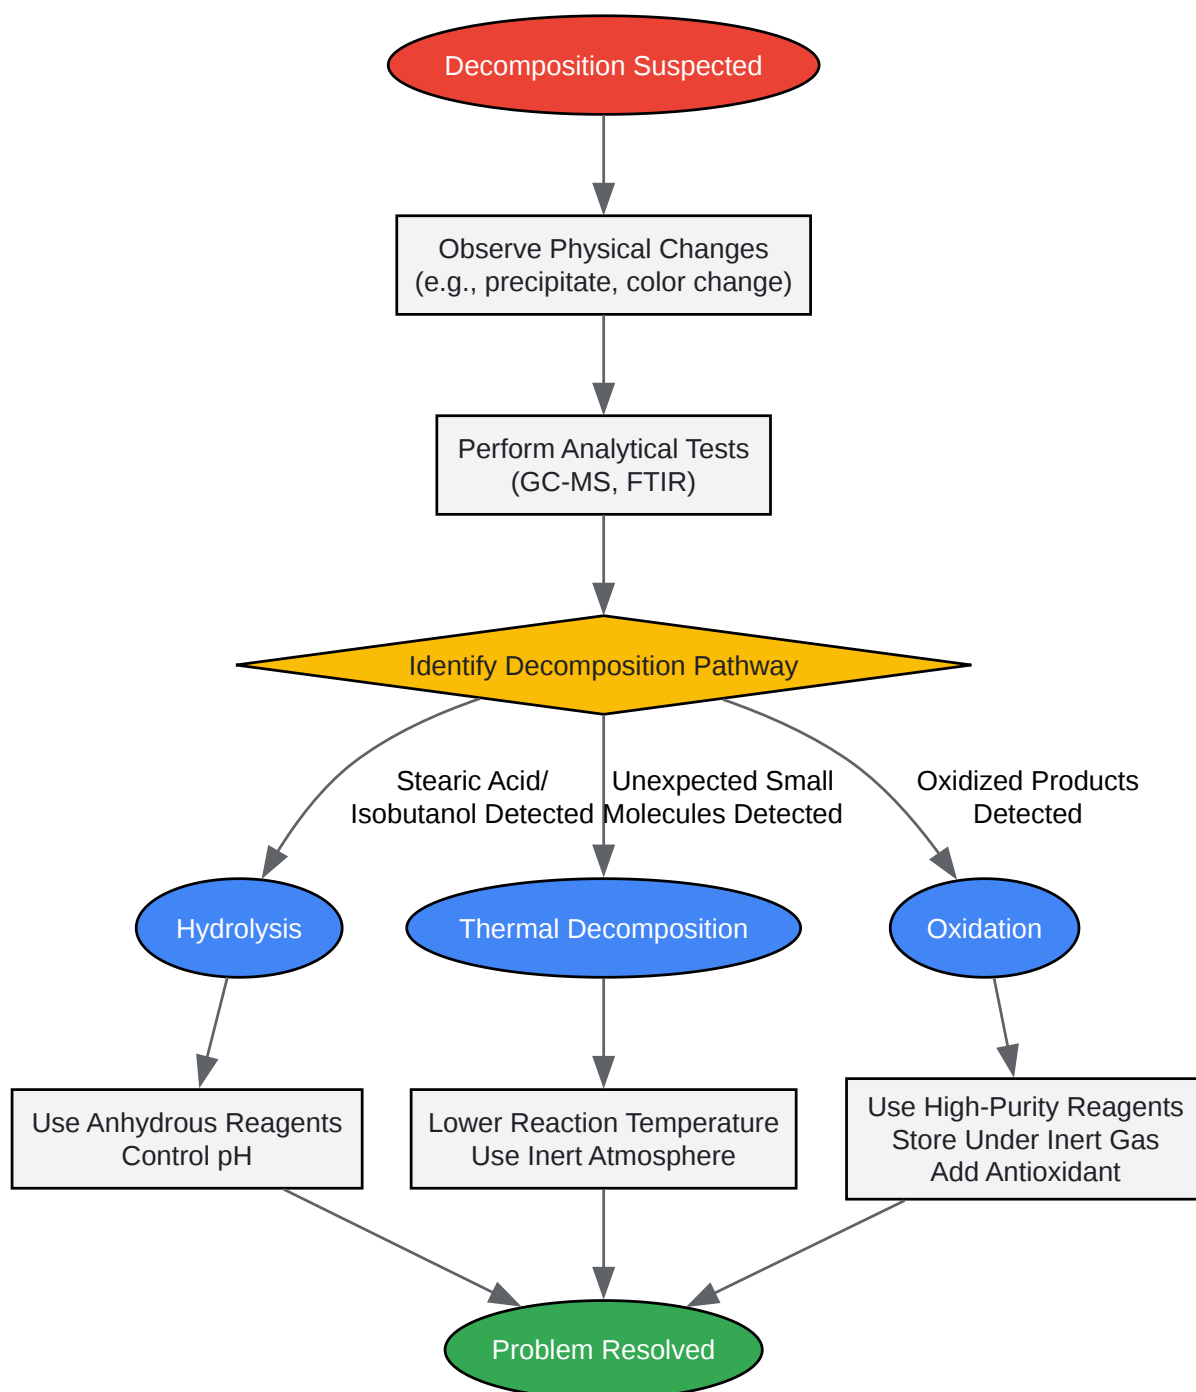 Decomposition Suspected
Observe Physical Changes
(e.g., precipitate, color change)
Perform Analytical Tests
(GC-MS, FTIR)
Identify Decomposition Pathway
Stearic Acid/
Isobutanol Detected
Unexpected Small
Molecules Detected
Oxidized Products
Detected
Hydrolysis
Thermal Decomposition
Oxidation
Use Anhydrous Reagents
Control pH
Lower Reaction Temperature
Use Inert Atmosphere
Use High-Purity Reagents
Store Under Inert Gas
Add Antioxidant
Problem Resolved